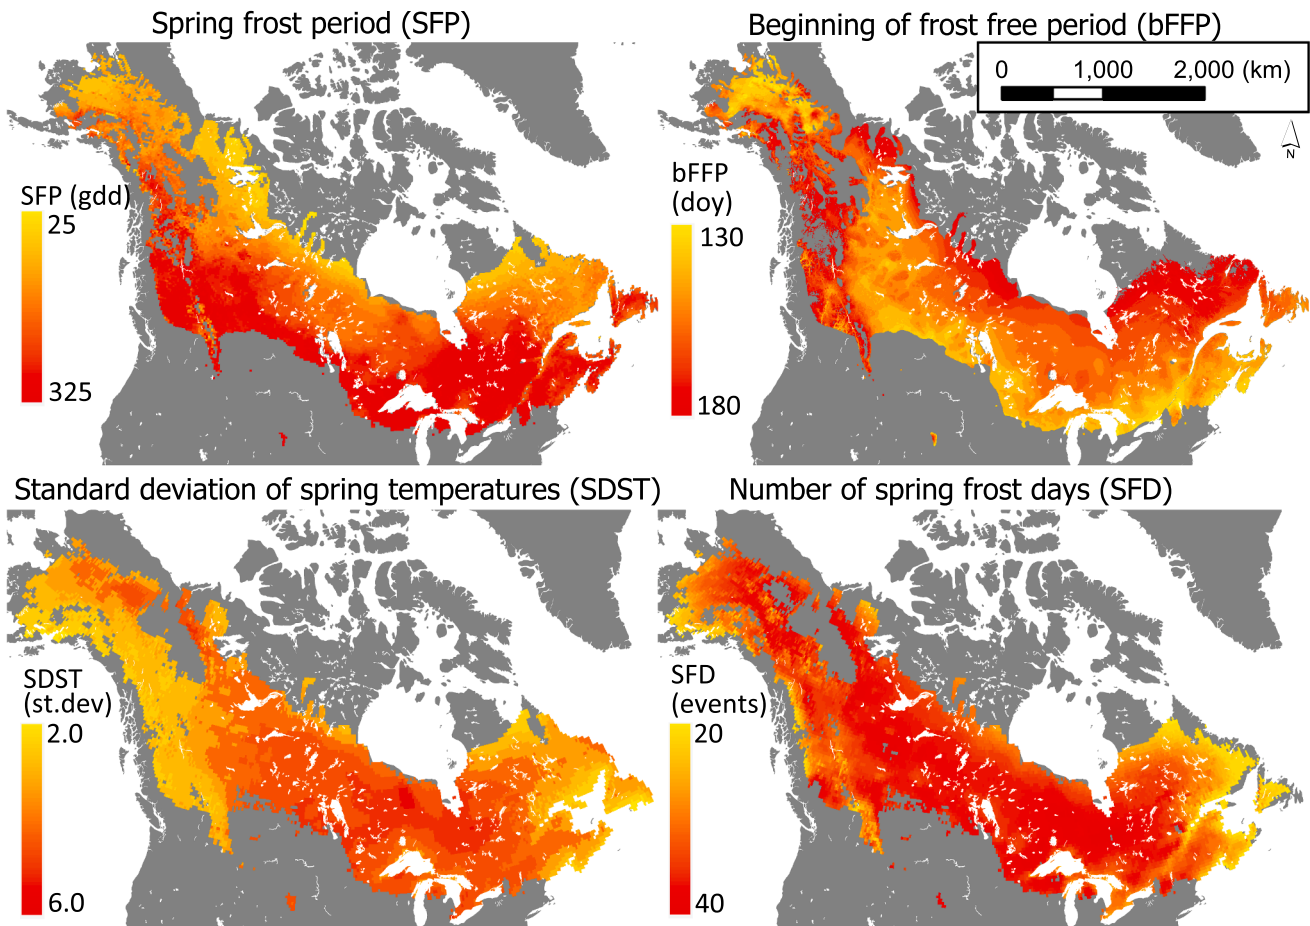 Spring frost period (SFP)
Beginning of frost free period (bFFP)
0 1,000 2,000 (km)
N
SFP (gdd)
25
325
bFFP
(doy)
130
180
Standard deviation of spring temperatures (SDST)
Number of spring frost days (SFD)
SDST
(st.dev)
2.0
6.0
SFD
(events)
20
40